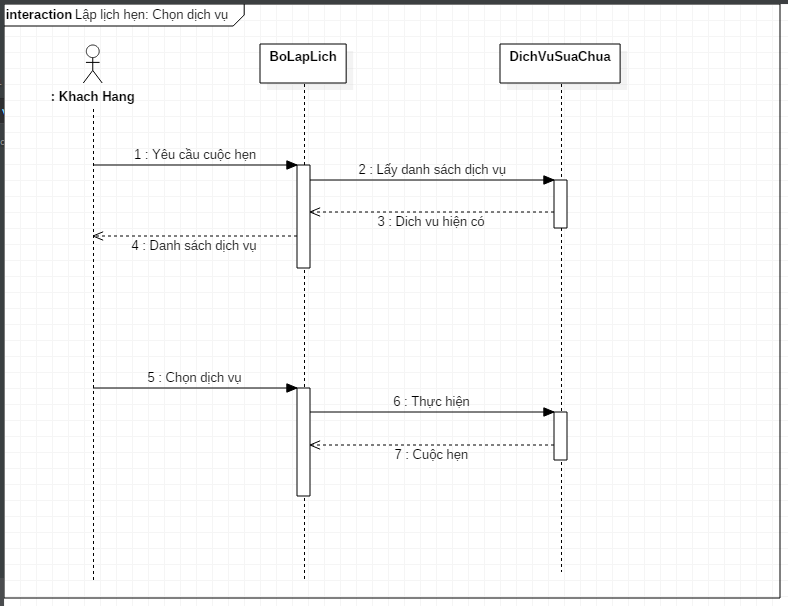 interaction Lập lịch hẹn: Chọn dịch vụ
BoLapLich
DichVuSuaChua
: Khach Hang
1 : Yêu cầu cuộc hẹn
2 : Lấy danh sách dịch vụ
3 : Dich vu hiện có
4 : Danh sách dịch vụ
5 : Chọn dịch vụ
6 : Thực hiện
7 : Cuộc hẹn